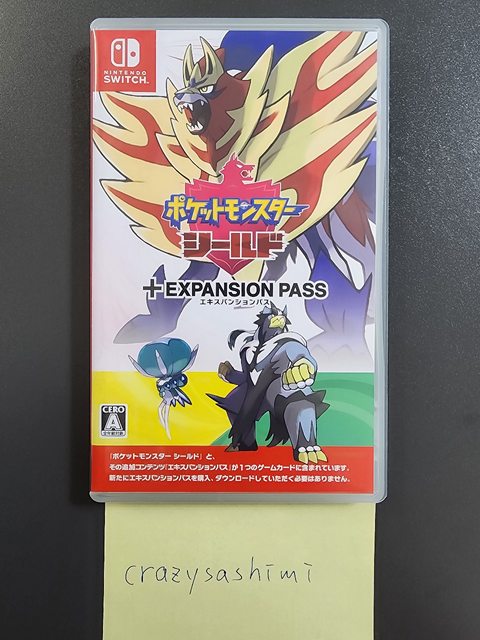 NINTENDO
SWITCH™
ポケットモンスター
シールド
+EXPANSION PASS
エキスパンションパス
CERO
A
全年齢対象
『ポケットモンスター シールド』と、
その追加コンテンツ『エキスパンションパス』が1つのゲームカードに含まれています。
新たにエキスパンションパスを購入、ダウンロードしていただく必要はありません。
crazysashimi